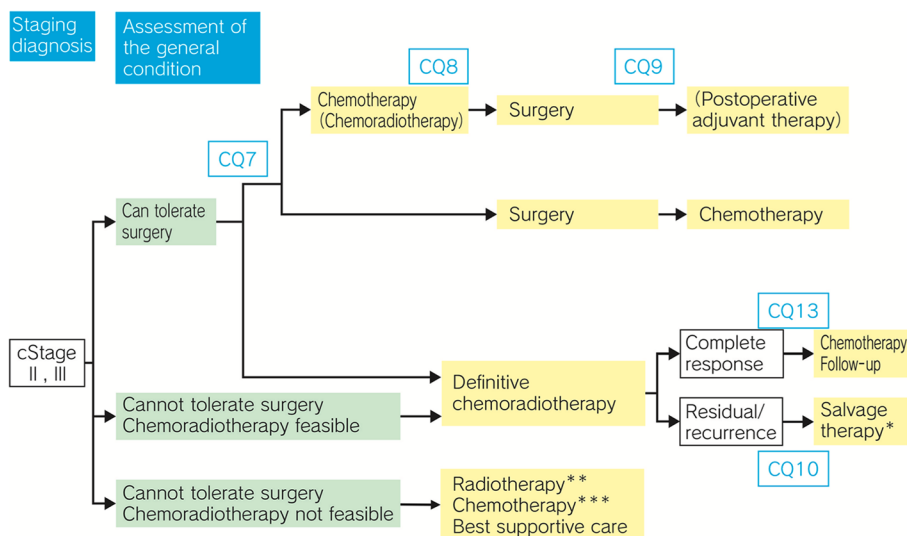 Staging
diagnosis
Assessment of
the general
condition
CQ8
CQ9
Chemotherapy
(Chemoradiotherapy)
Surgery
(Postoperative
adjuvant therapy)
CQ7
Can tolerate
surgery
Surgery
Chemotherapy
CQ13
cStage
II , III
Complete
response
Chemotherapy
Follow-up
Definitive
chemoradiotherapy
Cannot tolerate surgery
Chemoradiotherapy feasible
Residual/
recurrence
Salvage
therapy*
CQ10
Cannot tolerate surgery
Chemoradiotherapy not feasible
Radiotherapy**
Chemotherapy***
Best supportive care